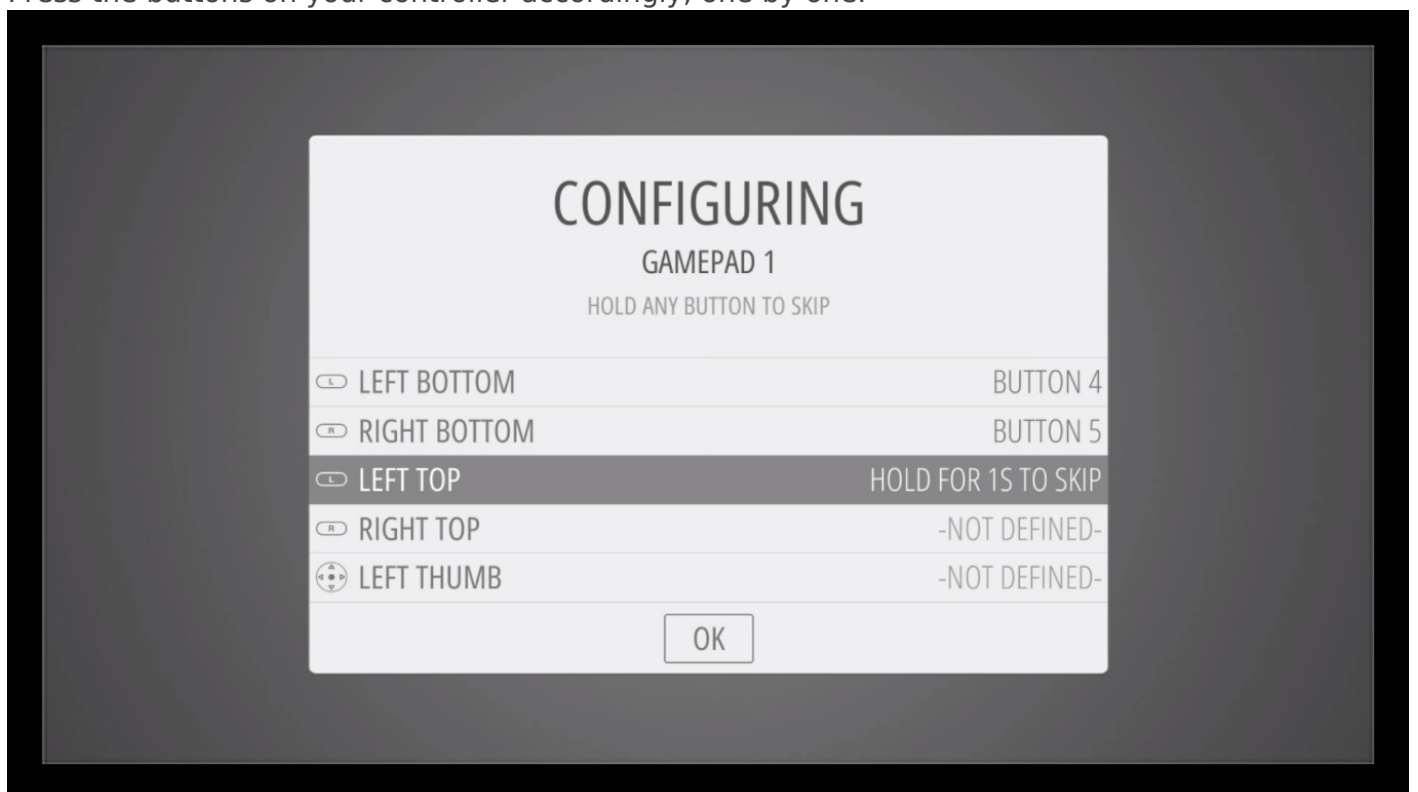 Press the buttons on your controller accordingly, one by one.
CONFIGURING
GAMEPAD 1
HOLD ANY BUTTON TO SKIP
L LEFT BOTTOM BUTTON 4
R RIGHT BOTTOM BUTTON 5
L LEFT TOP HOLD FOR 1S TO SKIP
R RIGHT TOP -NOT DEFINED-
LEFT THUMB -NOT DEFINED-
OK